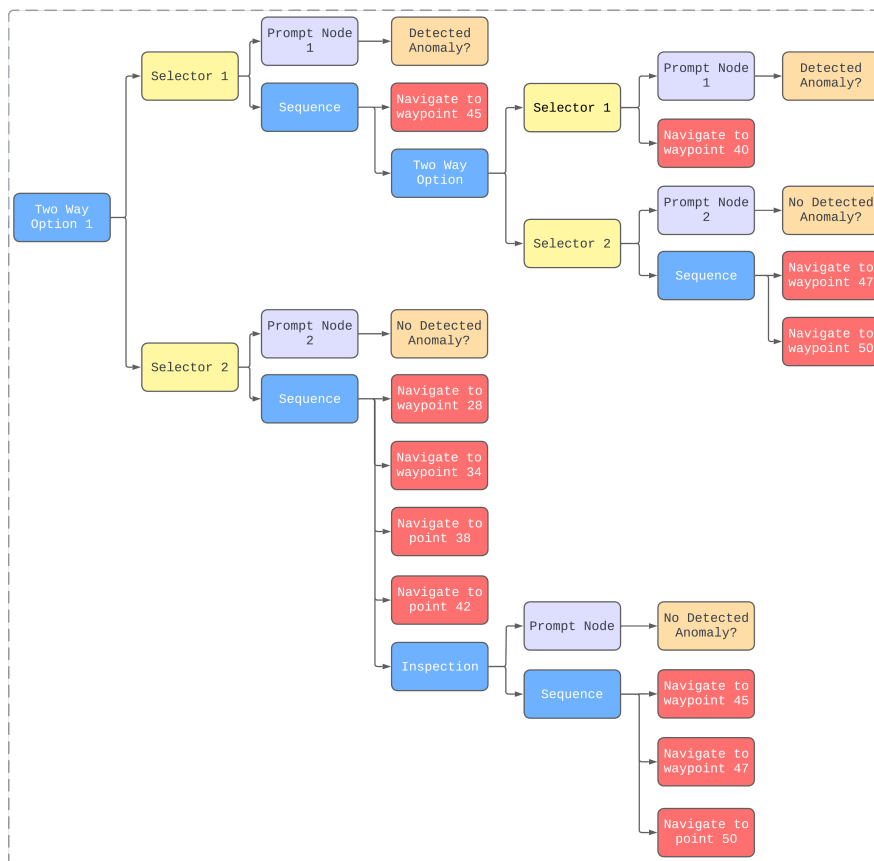 Prompt Node
1
Detected
Anomaly?
Selector 1
Sequence
Navigate to
waypoint 45
Two Way
Option
Selector 1
Prompt Node
1
Detected
Anomaly?
Navigate to
waypoint 40
Two Way
Option 1
Selector 2
Prompt Node
2
No Detected
Anomaly?
Sequence
Navigate to
waypoint 47
Navigate to
waypoint 50
Selector 2
Prompt Node
2
No Detected
Anomaly?
Sequence
Navigate to
waypoint 28
Navigate to
waypoint 34
Navigate to
point 38
Navigate to
point 42
Inspection
Prompt Node
No Detected
Anomaly?
Sequence
Navigate to
waypoint 45
Navigate to
waypoint 47
Navigate to
point 50